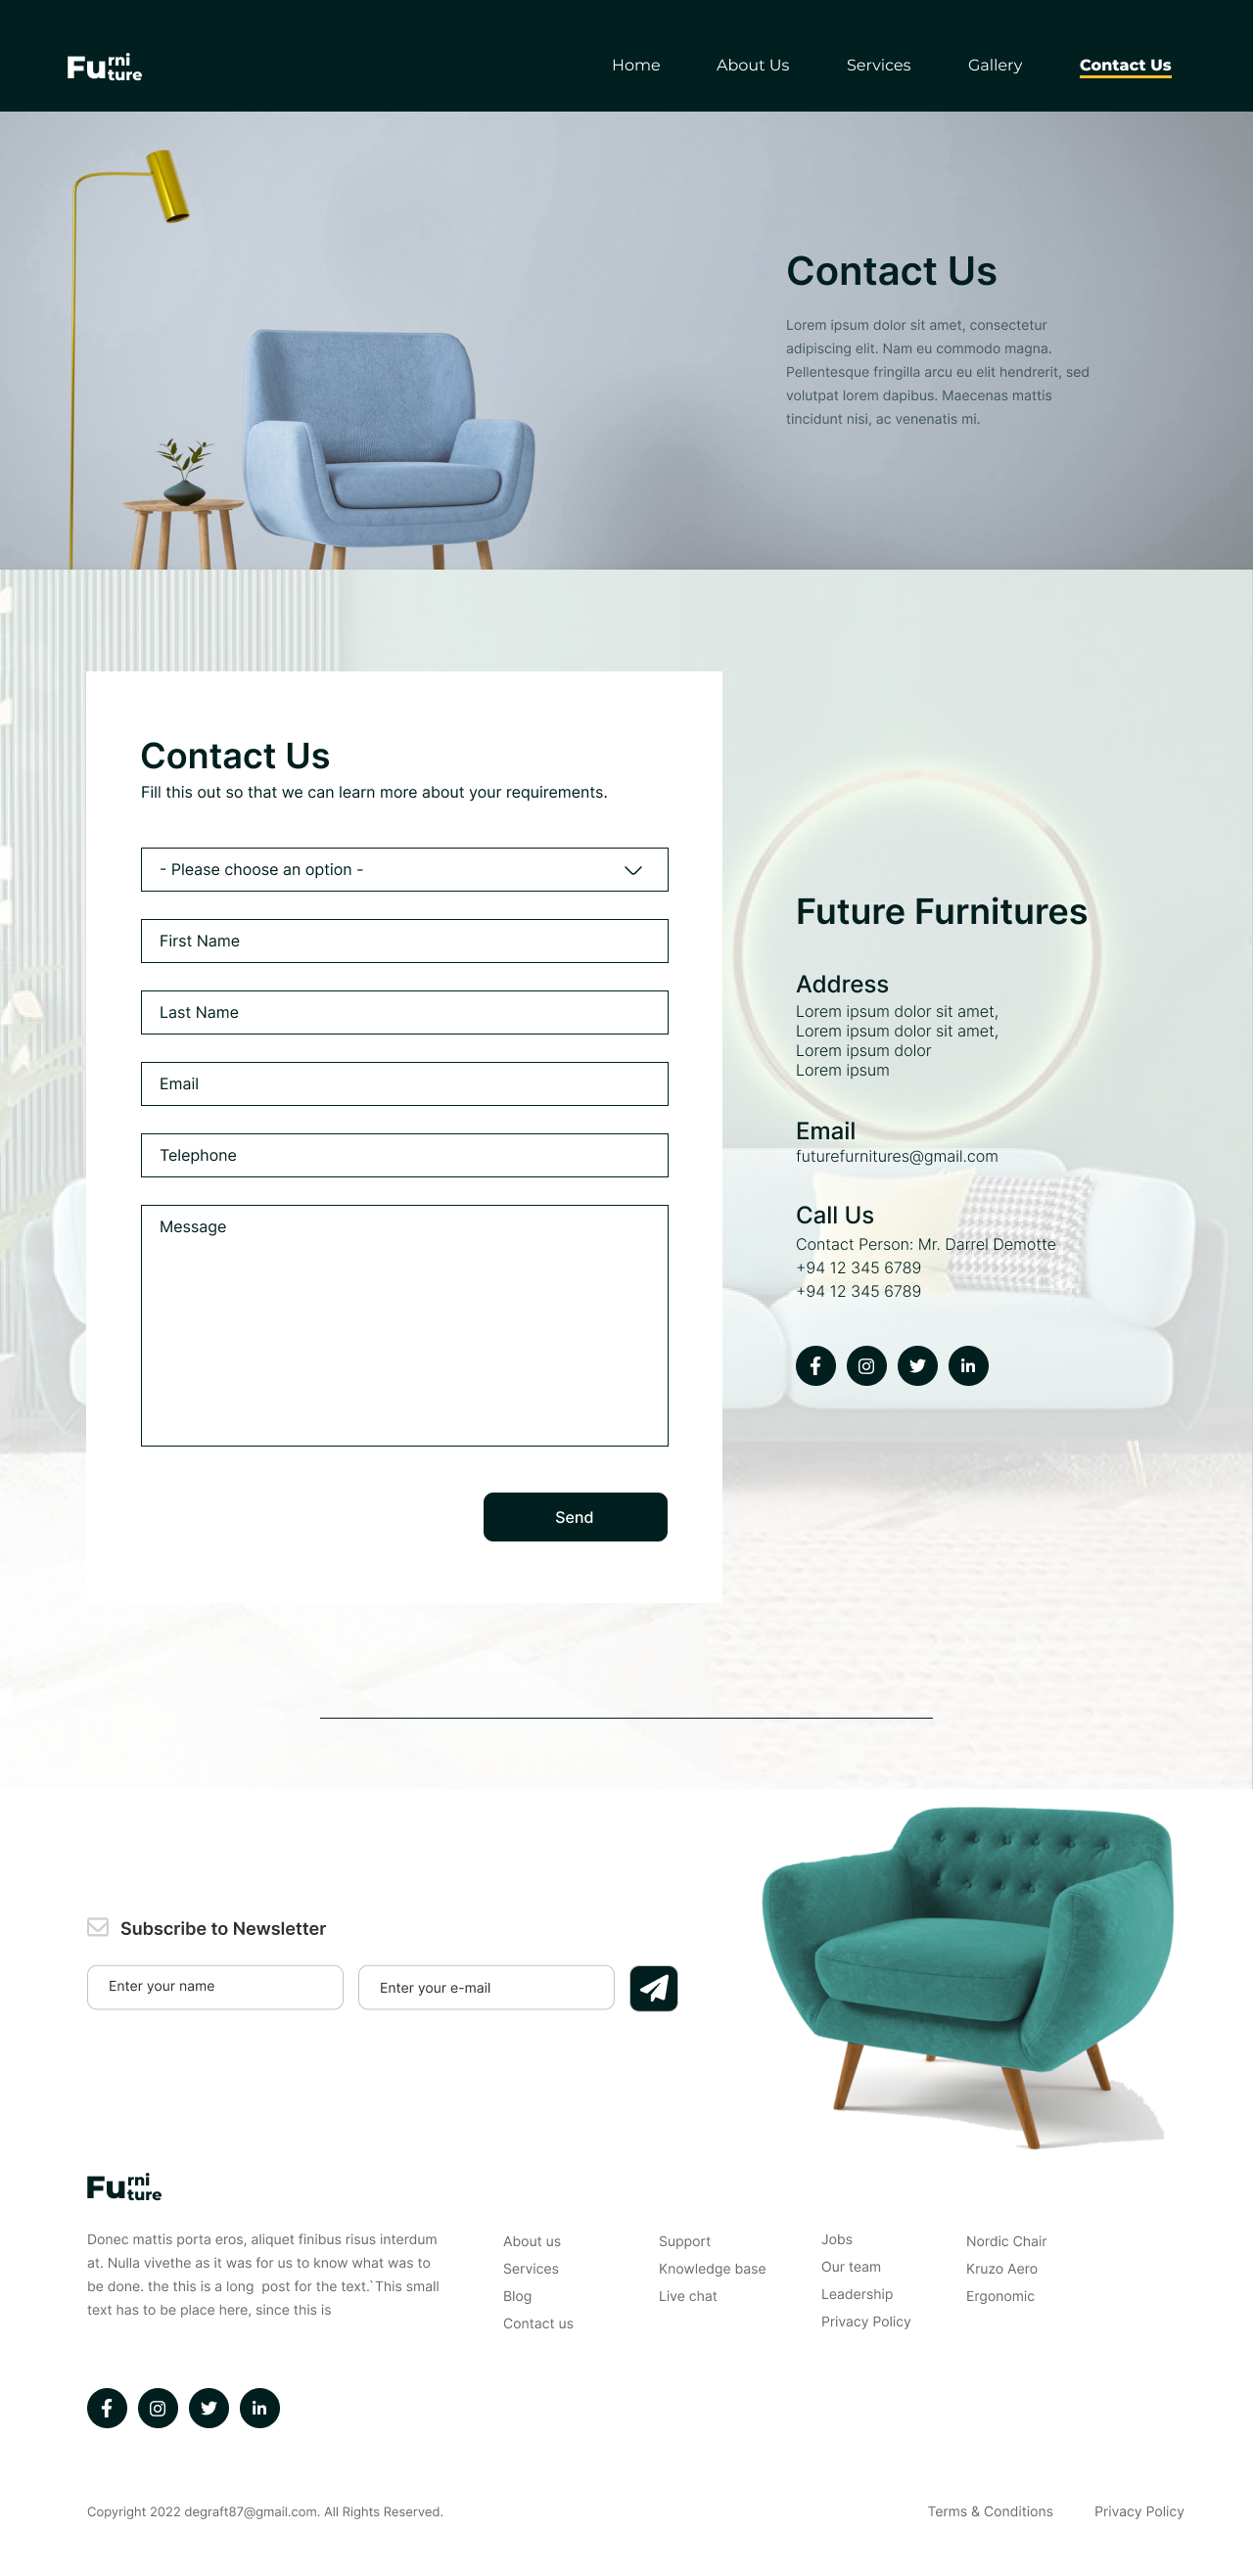 Furni
ture
Home
About Us
Services
Gallery
Contact Us
Contact Us
Lorem ipsum dolor sit amet, consectetur
adipiscing elit. Nam eu commodo magna.
Pellentesque fringilla arcu eu elit hendrerit, sed
volutpat lorem dapibus. Maecenas mattis
tincidunt nisi, ac venenatis mi.
Contact Us
Fill this out so that we can learn more about your requirements.
- Please choose an option -
First Name
Last Name
Email
Telephone
Message
Send
Future Furnitures
Address
Lorem ipsum dolor sit amet,
Lorem ipsum dolor sit amet,
Lorem ipsum dolor
Lorem ipsum
Email
futurefurnitures@gmail.com
Call Us
Contact Person: Mr. Darrel Demotte
+94 12 345 6789
+94 12 345 6789
Subscribe to Newsletter
Enter your name
Enter your e-mail
Furni
ture
Donec mattis porta eros, aliquet finibus risus interdum
at. Nulla vivethe as it was for us to know what was to
be done. the this is a long  post for the text.`This small
text has to be place here, since this is
About us
Services
Blog
Contact us
Support
Knowledge base
Live chat
Jobs
Our team
Leadership
Privacy Policy
Nordic Chair
Kruzo Aero
Ergonomic
Copyright 2022 degraft87@gmail.com. All Rights Reserved.
Terms & Conditions
Privacy Policy